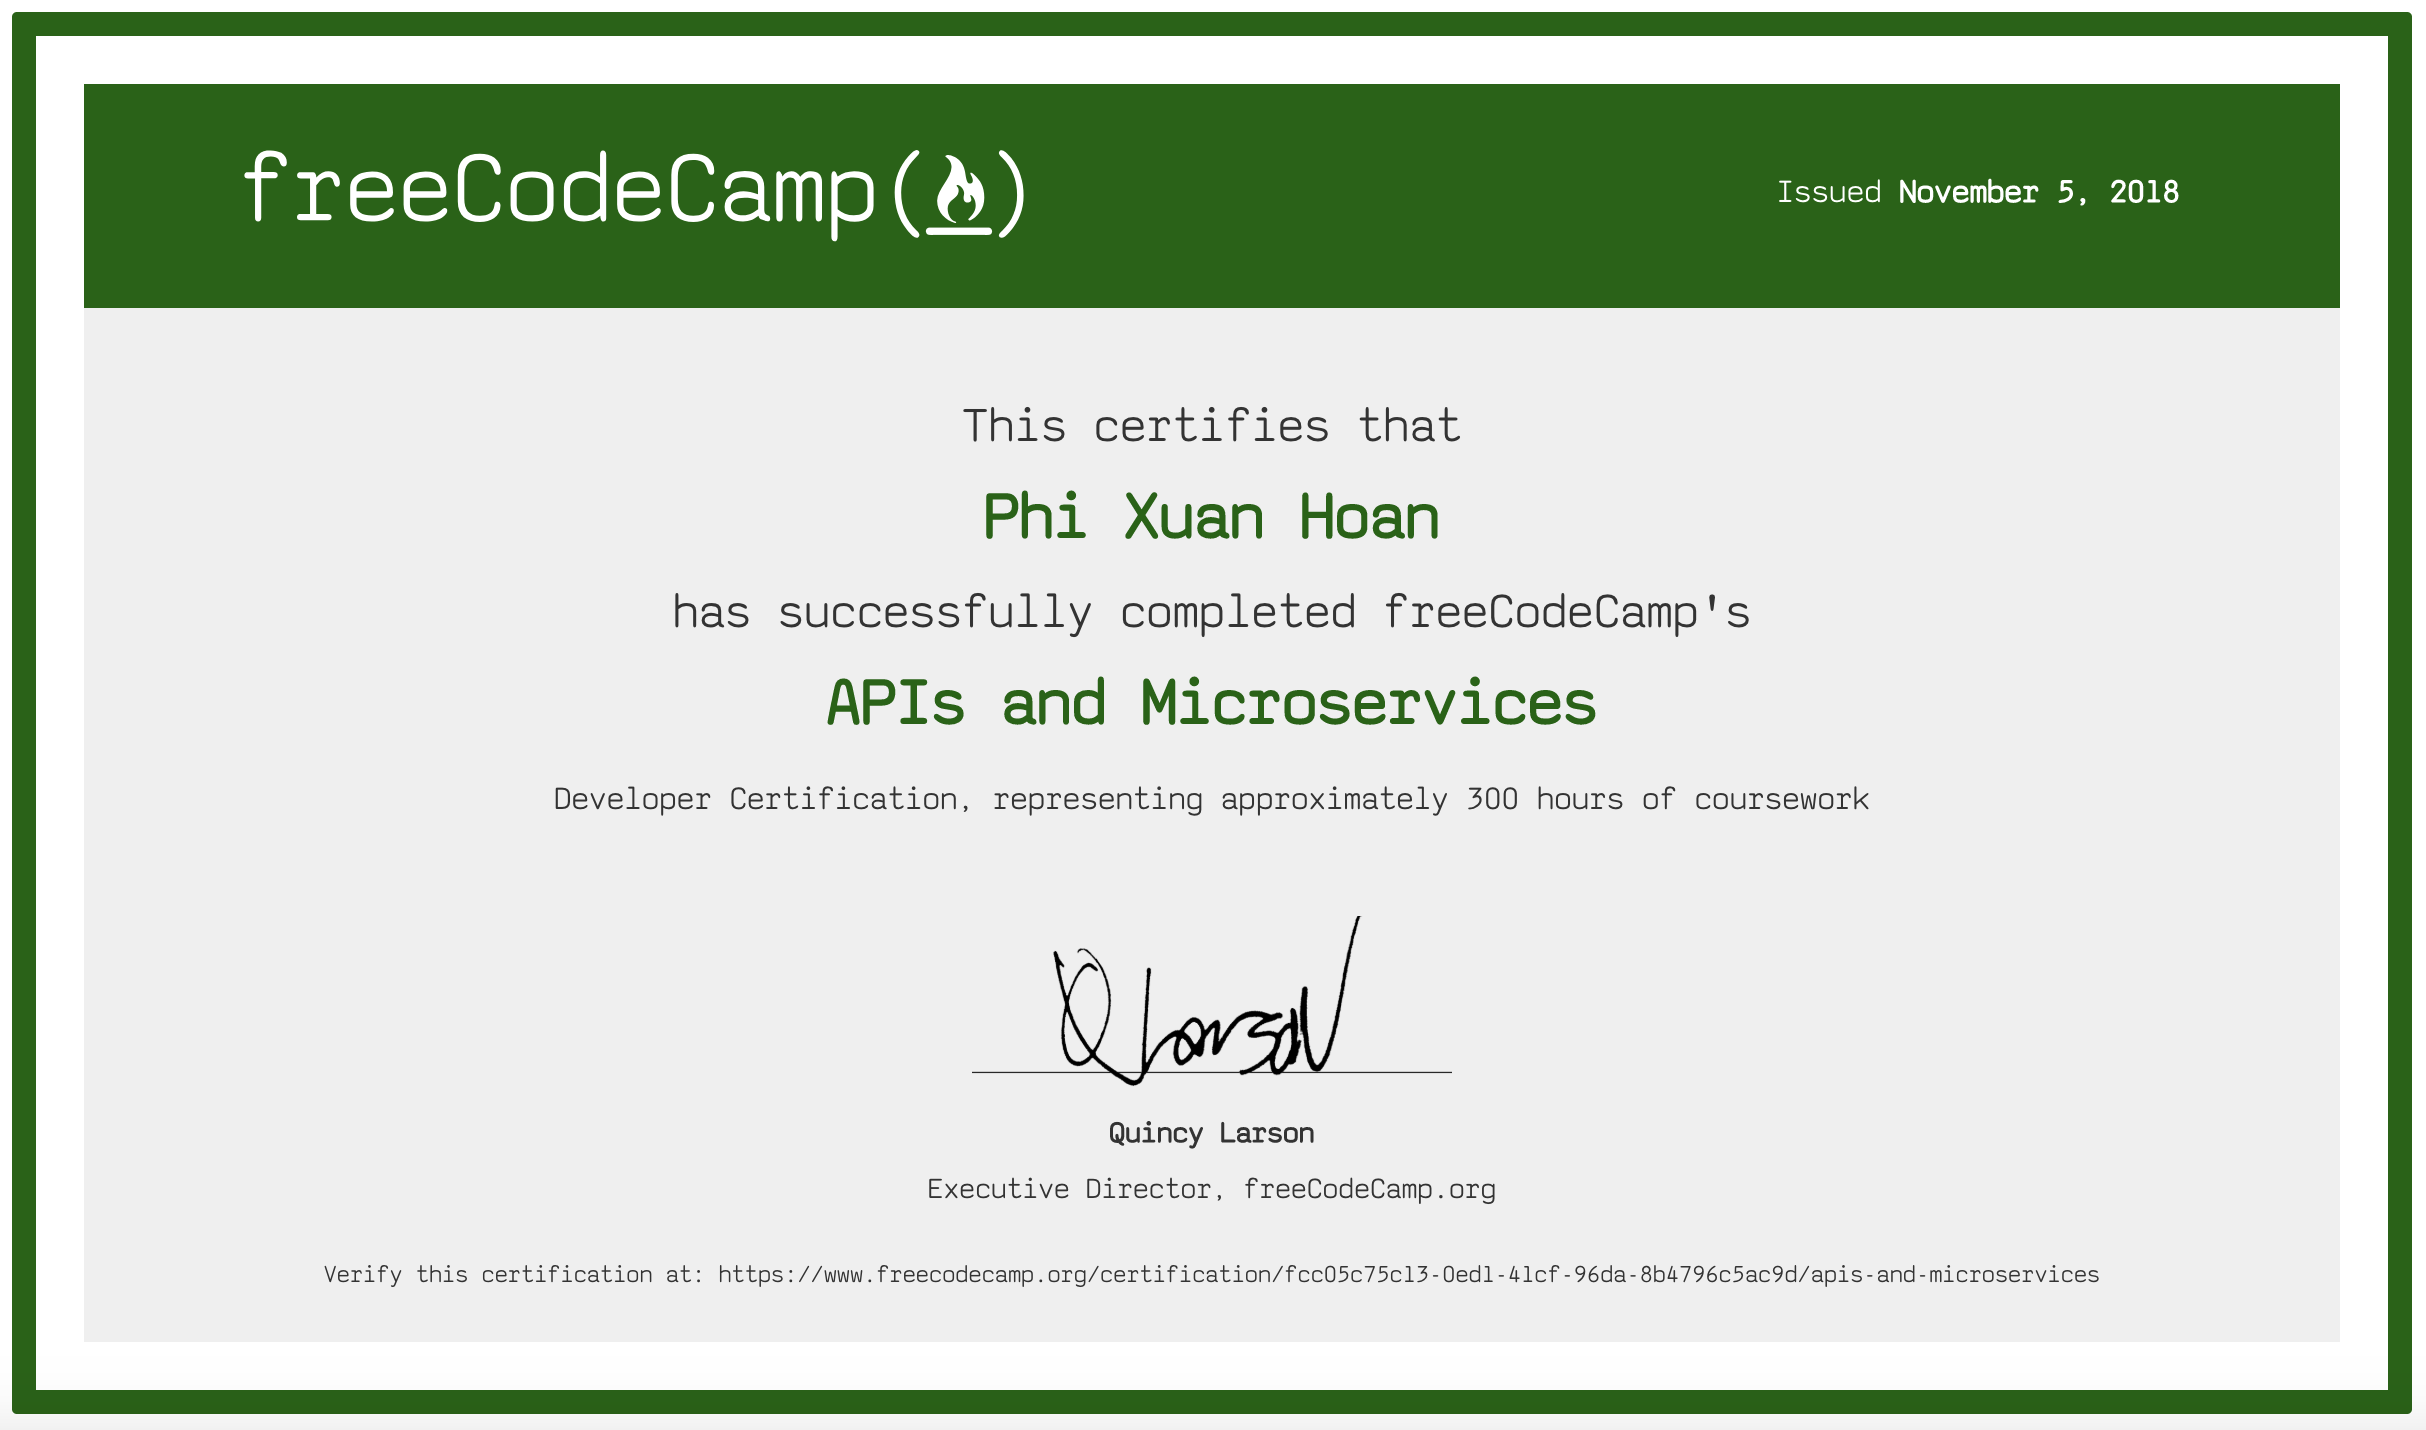 freeCodeCamp(🔥)
Issued November 5, 2018
This certifies that
Phi Xuan Hoan
has successfully completed freeCodeCamp's
APIs and Microservices
Developer Certification, representing approximately 300 hours of coursework
Q Larson
Quincy Larson
Executive Director, freeCodeCamp.org
Verify this certification at: https://www.freecodecamp.org/certification/fcc05c75c13-0ed1-41cf-96da-8b4796c5ac9d/apis-and-microservices